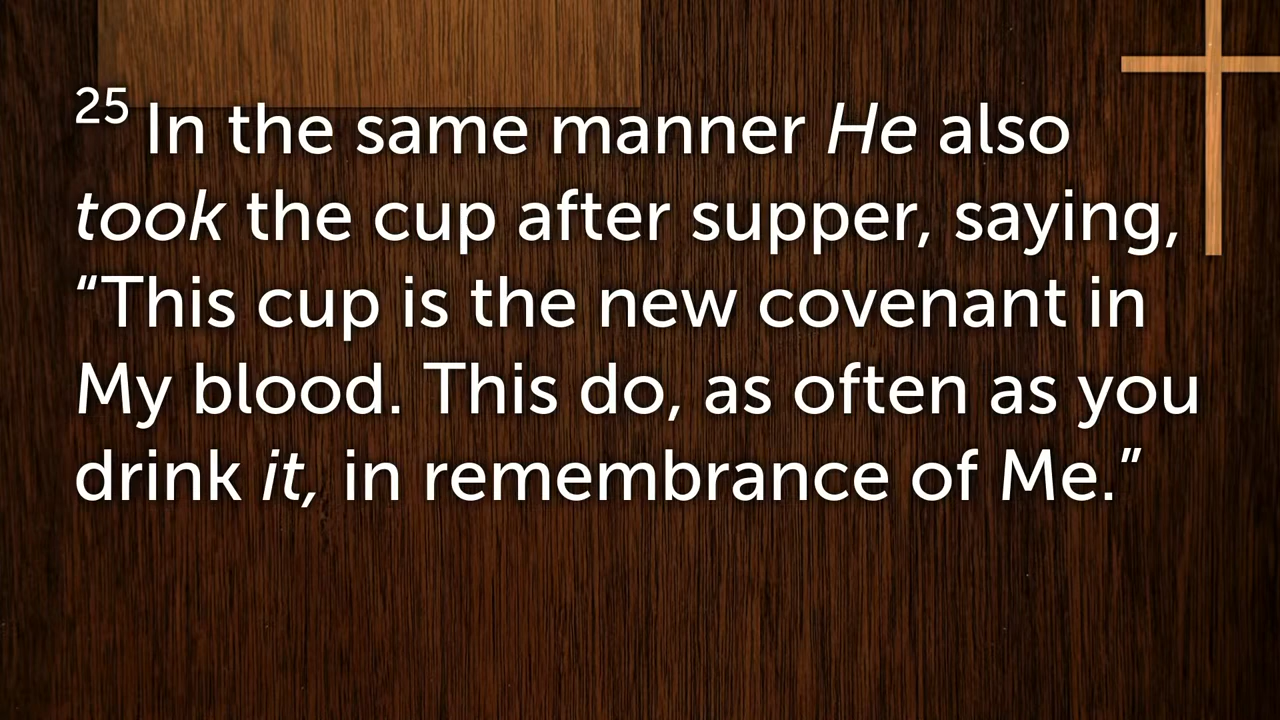 25 In the same manner He also
took the cup after supper, saying,
“This cup is the new covenant in
My blood. This do, as often as you
drink it, in remembrance of Me.”